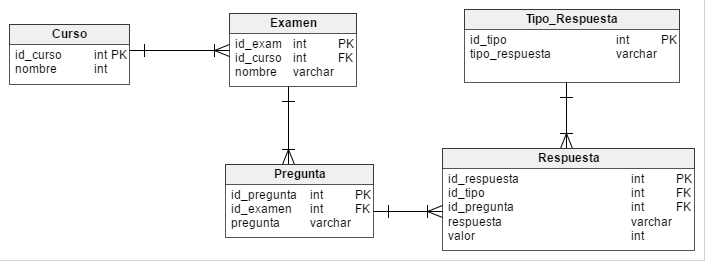 Curso
id_curso int PK
nombre int
Examen
id_exam int PK
id_curso int FK
nombre varchar
Tipo_Respuesta
id_tipo int PK
tipo_respuesta varchar
Pregunta
id_pregunta int PK
id_examen int FK
pregunta varchar
Respuesta
id_respuesta int PK
id_tipo int FK
id_pregunta int FK
respuesta varchar
valor int